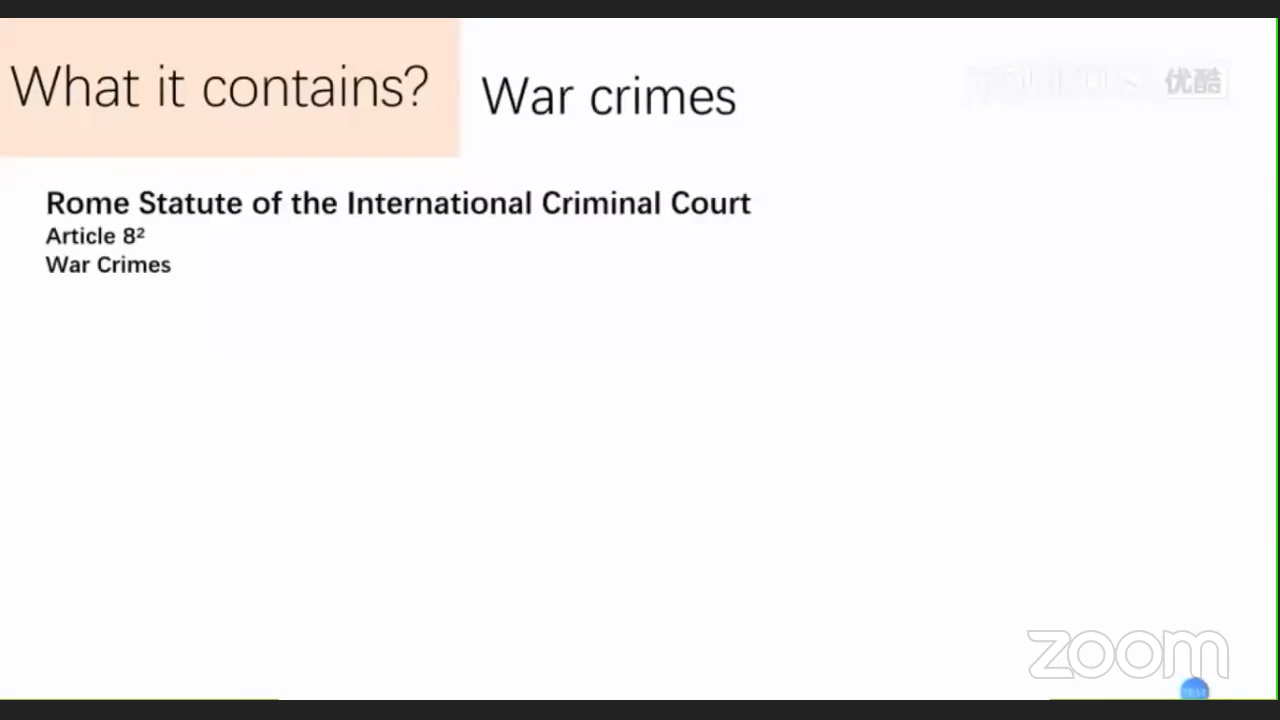 What it contains?
War crimes
优酷
Rome Statute of the International Criminal Court
Article 8²
War Crimes
zoom